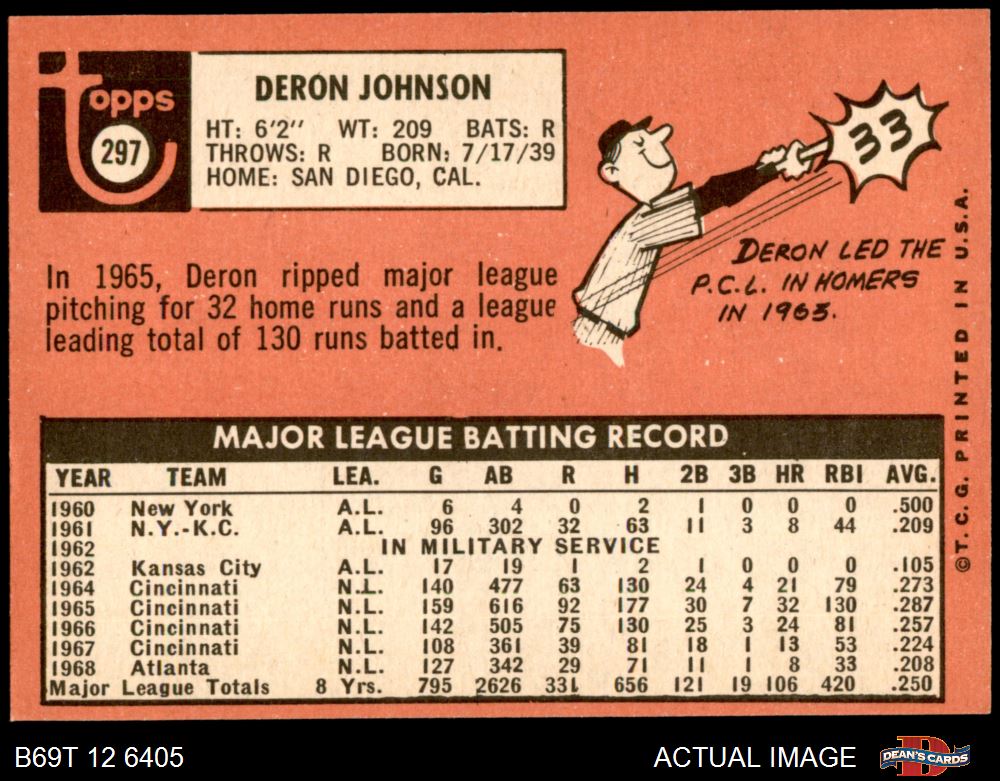 Topps
297
DERON JOHNSON
HT: 6'2" WT: 209 BATS: R
THROWS: R BORN: 7/17/39
HOME: SAN DIEGO, CAL.
33
DERON LED THE
P.C.L. IN HOMERS
IN 1963.
In 1965, Deron ripped major league
pitching for 32 home runs and a league
leading total of 130 runs batted in.
MAJOR LEAGUE BATTING RECORD
YEAR TEAM LEA. G AB R H 2B 3B HR RBI AVG.
1960 New York A.L. 6 4 0 2 1 0 0 0 .500
1961 N.Y.-K.C. A.L. 96 302 32 63 11 3 8 44 .209
1962 IN MILITARY SERVICE
1962 Kansas City A.L. 17 19 1 2 1 0 0 0 .105
1964 Cincinnati N.L. 140 477 63 130 24 4 21 79 .273
1965 Cincinnati N.L. 159 616 92 177 30 7 32 130 .287
1966 Cincinnati N.L. 142 505 75 130 25 3 24 81 .257
1967 Cincinnati N.L. 108 361 39 81 18 1 13 53 .224
1968 Atlanta N.L. 127 342 29 71 11 1 8 33 .208
Major League Totals 8 Yrs. 795 2626 331 656 121 19 106 420 .250
© T.C.G. PRINTED IN U.S.A.
B69T 12 6405
ACTUAL IMAGE
DEAN'S CARDS